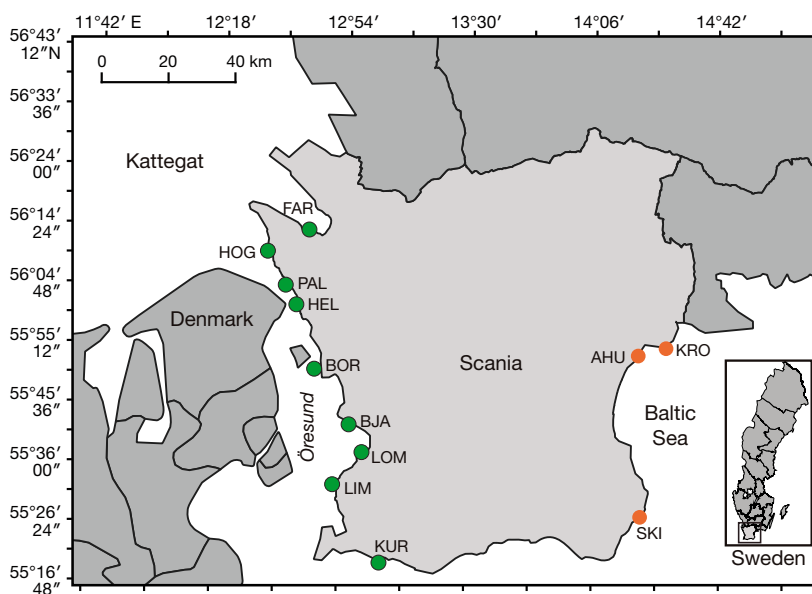 11°42′ E
12°18′
12°54′
13°30′
14°06′
14°42′
56°43′
12″N
56°33′
36″
56°24′
00″
56°14′
24″
56°04′
48″
55°55′
12″
55°45′
36″
55°36′
00″
55°26′
24″
55°16′
48″
0 20 40 km
Kattegat
FAR
HOG
PAL
HEL
Denmark
BOR
Scania
AHU
KRO
Öresund
BJA
LOM
LIM
KUR
Baltic
Sea
SKI
Sweden